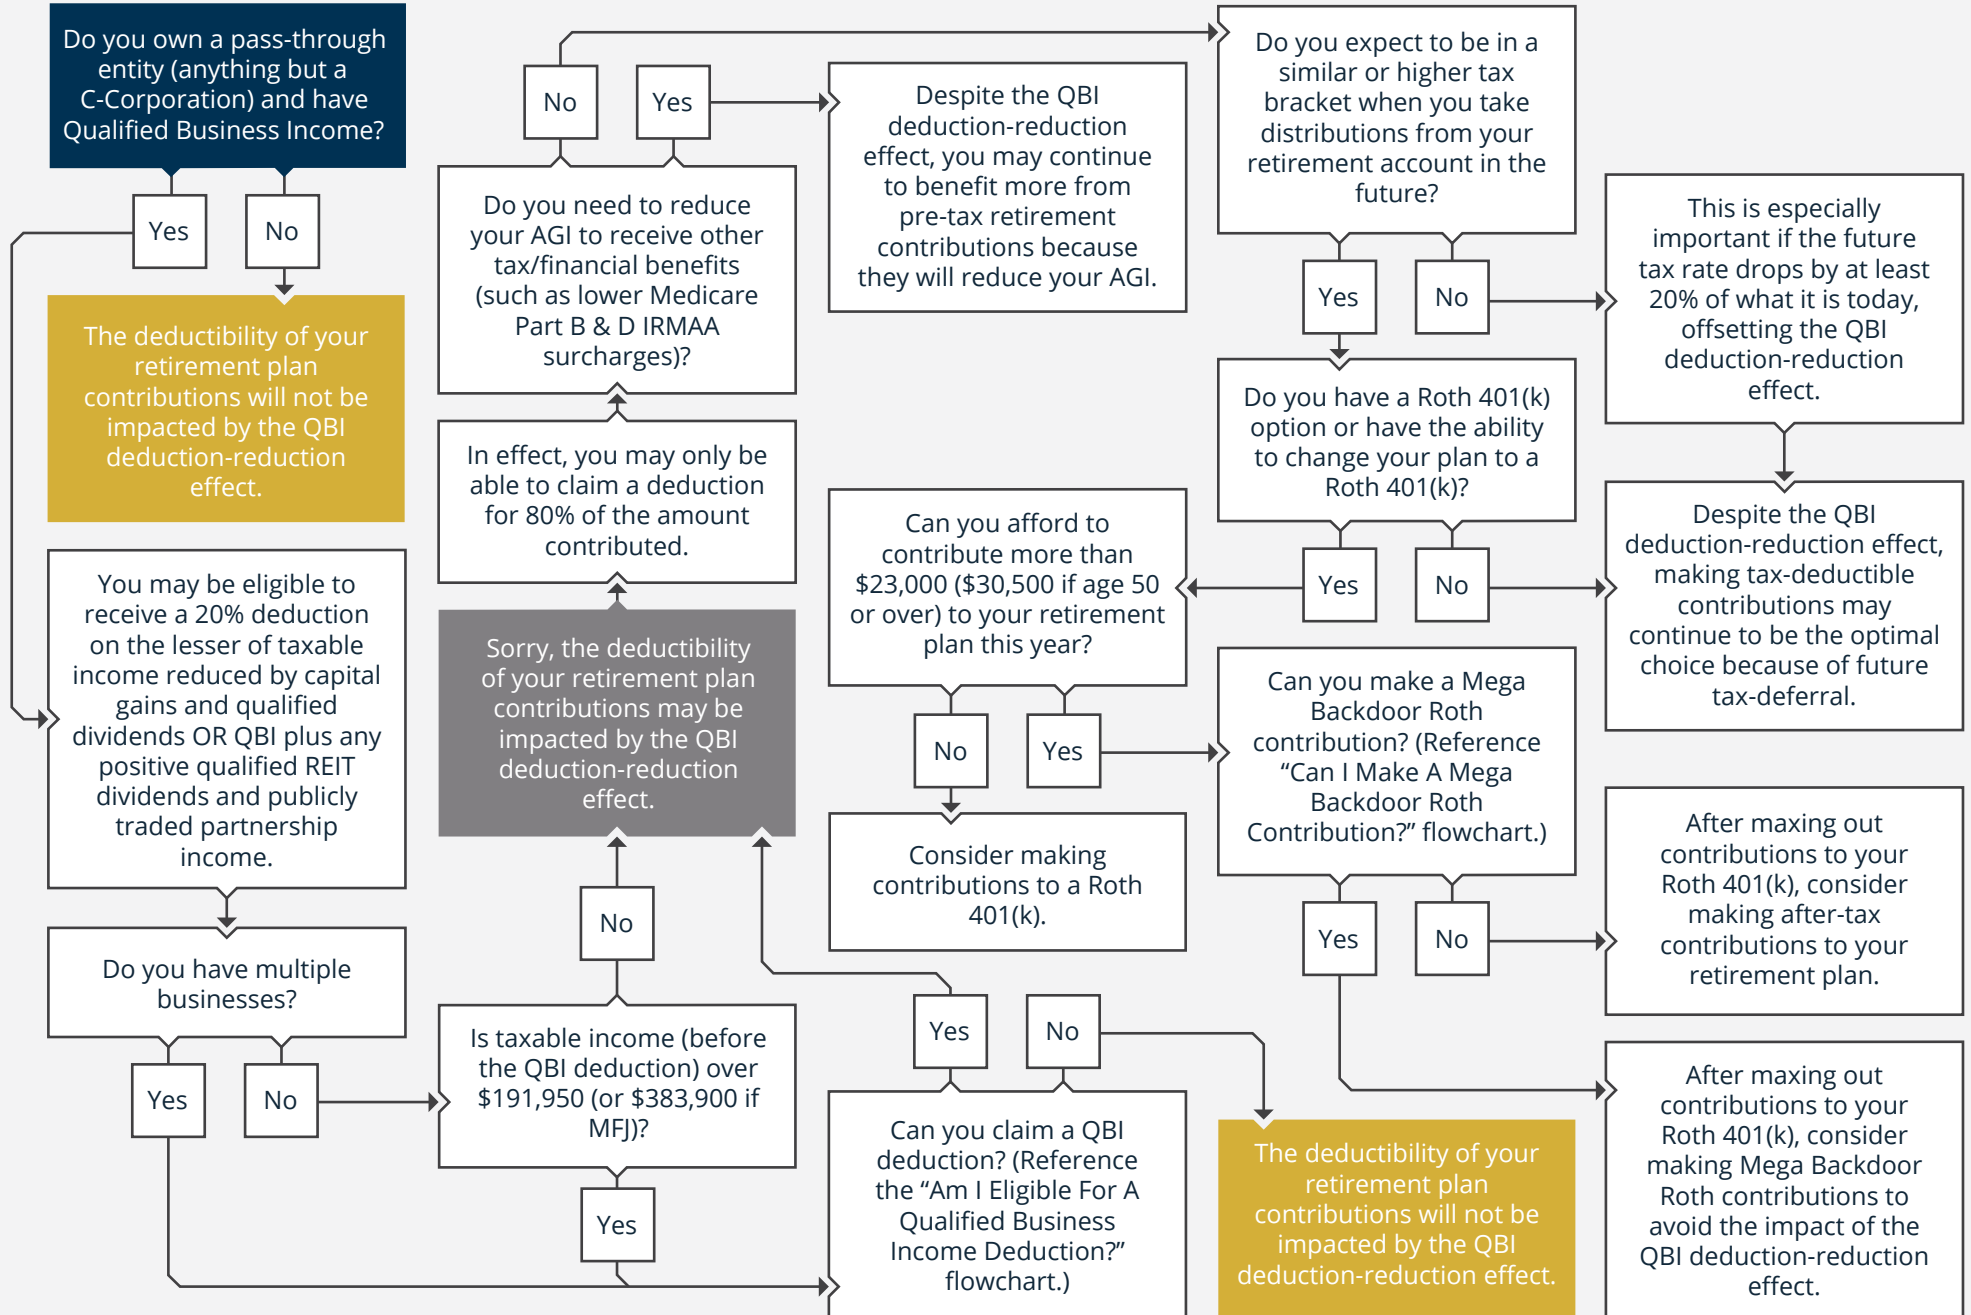 Do you own a pass-through
entity (anything but a
C-Corporation) and have
Qualified Business Income?
Yes
No
The deductibility of your
retirement plan
contributions will not be
impacted by the QBI
deduction-reduction
effect.
You may be eligible to
receive a 20% deduction
on the lesser of taxable
income reduced by capital
gains and qualified
dividends OR QBI plus any
positive qualified REIT
dividends and publicly
traded partnership
income.
Do you have multiple
businesses?
Yes
No
No
Yes
Do you need to reduce
your AGI to receive other
tax/financial benefits
(such as lower Medicare
Part B & D IRMAA
surcharges)?
In effect, you may only be
able to claim a deduction
for 80% of the amount
contributed.
Sorry, the deductibility
of your retirement plan
contributions may be
impacted by the QBI
deduction-reduction
effect.
No
Is taxable income (before
the QBI deduction) over
$191,950 (or $383,900 if
MFJ)?
Yes
Despite the QBI
deduction-reduction
effect, you may continue
to benefit more from
pre-tax retirement
contributions because
they will reduce your AGI.
Can you afford to
contribute more than
$23,000 ($30,500 if age 50
or over) to your retirement
plan this year?
No
Yes
Consider making
contributions to a Roth
401(k).
Yes
No
Can you claim a QBI
deduction? (Reference
the “Am I Eligible For A
Qualified Business
Income Deduction?”
flowchart.)
Do you expect to be in a
similar or higher tax
bracket when you take
distributions from your
retirement account in the
future?
Yes
No
Do you have a Roth 401(k)
option or have the ability
to change your plan to a
Roth 401(k)?
Yes
No
Can you make a Mega
Backdoor Roth
contribution? (Reference
“Can I Make A Mega
Backdoor Roth
Contribution?” flowchart.)
Yes
No
The deductibility of your
retirement plan
contributions will not be
impacted by the QBI
deduction-reduction effect.
This is especially
important if the future
tax rate drops by at least
20% of what it is today,
offsetting the QBI
deduction-reduction
effect.
Despite the QBI
deduction-reduction effect,
making tax-deductible
contributions may
continue to be the optimal
choice because of future
tax-deferral.
After maxing out
contributions to your
Roth 401(k), consider
making after-tax
contributions to your
retirement plan.
After maxing out
contributions to your
Roth 401(k), consider
making Mega Backdoor
Roth contributions to
avoid the impact of the
QBI deduction-reduction
effect.